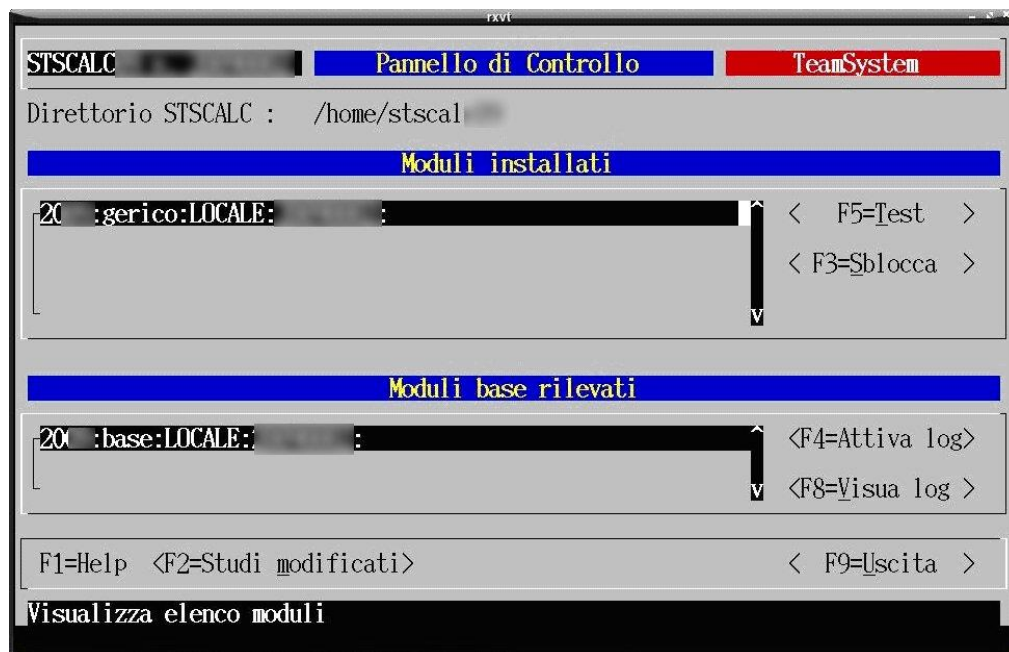 rxvt
STSCALC Pannello di Controllo TeamSystem
Direttorio STSCALC : /home/stscal
Moduli installati
20 :gerico:LOCALE: :
< F5=Test >
< F3=Sblocca >
Moduli base rilevati
20 :base:LOCALE: :
<F4=Attiva log>
<F8=Visua log >
F1=Help <F2=Studi modificati> < F9=Uscita >
Visualizza elenco moduli